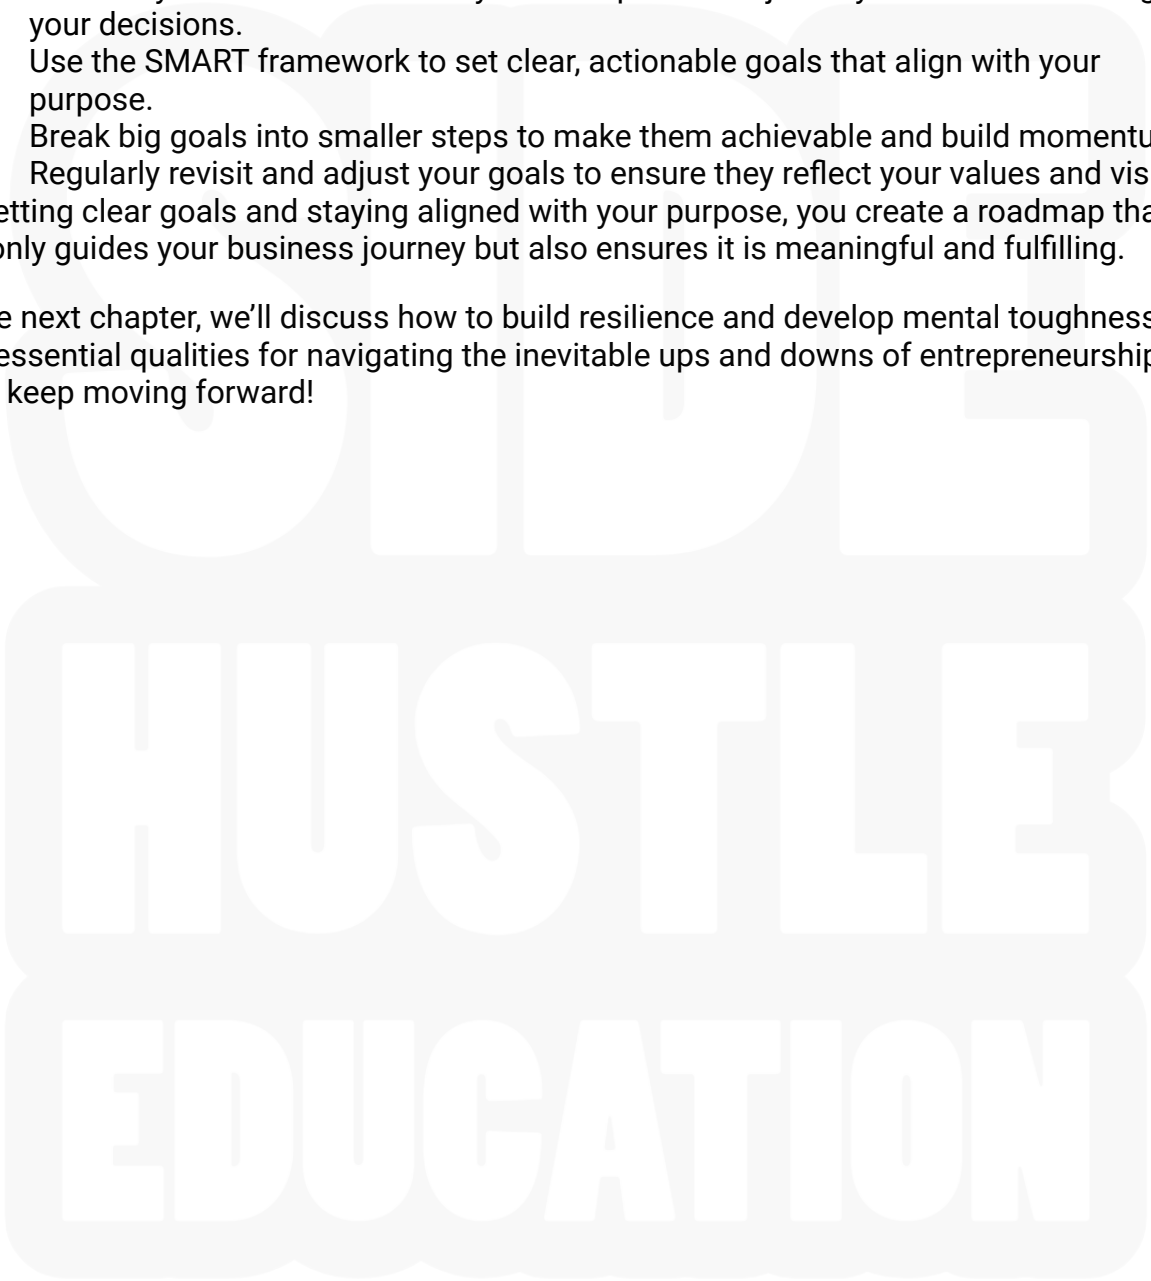 your decisions.
Use the SMART framework to set clear, actionable goals that align with your
purpose.
Break big goals into smaller steps to make them achievable and build
Regularly revisit and adjust your goals to ensure they reflect your values and
clear goals and staying aligned with your purpose, you create a roadmap
only guides your business journey but also ensures it is meaningful and fulfilling.
next chapter, we’ll discuss how to build resilience and develop mental toughness
essential qualities for navigating the inevitable ups and downs of entrepreneurship
keep moving forward!
SIDE
HUSTLE
EDUCATION